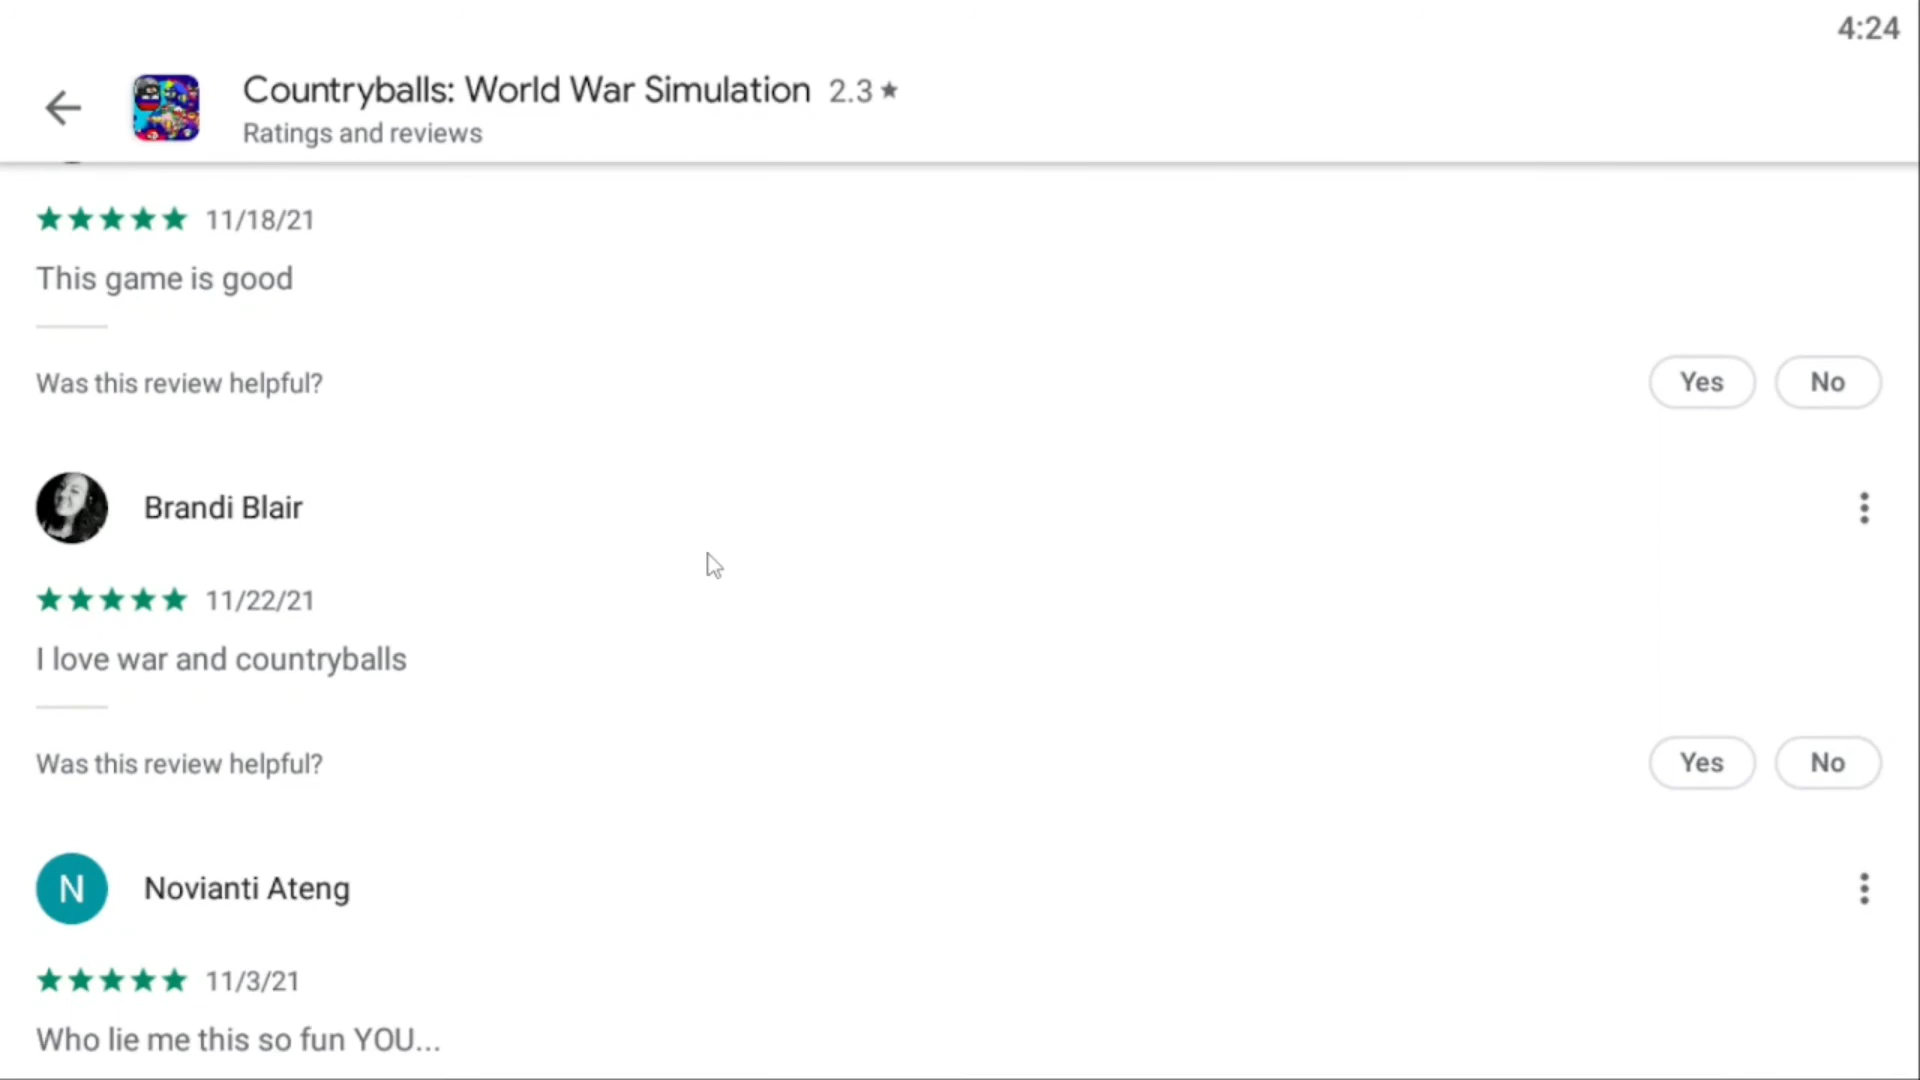 4:24
Countryballs: World War Simulation 2.3 ★
Ratings and reviews
11/18/21
This game is good
Was this review helpful? Yes No
Brandi Blair
11/22/21
I love war and countryballs
Was this review helpful? Yes No
N Novianti Ateng
11/3/21
Who lie me this so fun YOU...